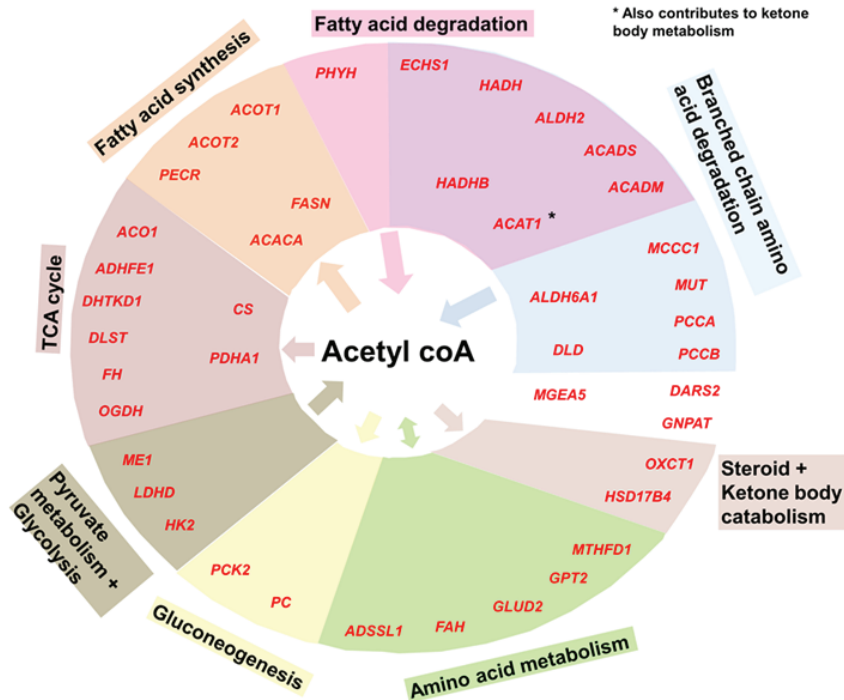 Fatty acid degradation
* Also contributes to ketone
body metabolism
Fatty acid synthesis
Branched chain amino
acid degradation
PHYH
ECHS1
HADH
ALDH2
ACADS
ACADM
HADHB
ACAT1 *
ACOT1
ACOT2
PECR
FASN
ACACA
TCA cycle
ACO1
ADHFE1
DHTKD1
DLST
FH
OGDH
CS
PDHA1
Acetyl coA
MCCC1
MUT
PCCA
PCCB
ALDH6A1
DLD
MGEA5
DARS2
GNPAT
OXCT1
HSD17B4
Steroid +
Ketone body
catabolism
Pyruvate
metabolism +
Glycolysis
ME1
LDHD
HK2
PCK2
PC
Gluconeogenesis
MTHFD1
GPT2
GLUD2
FAH
ADSSL1
Amino acid metabolism